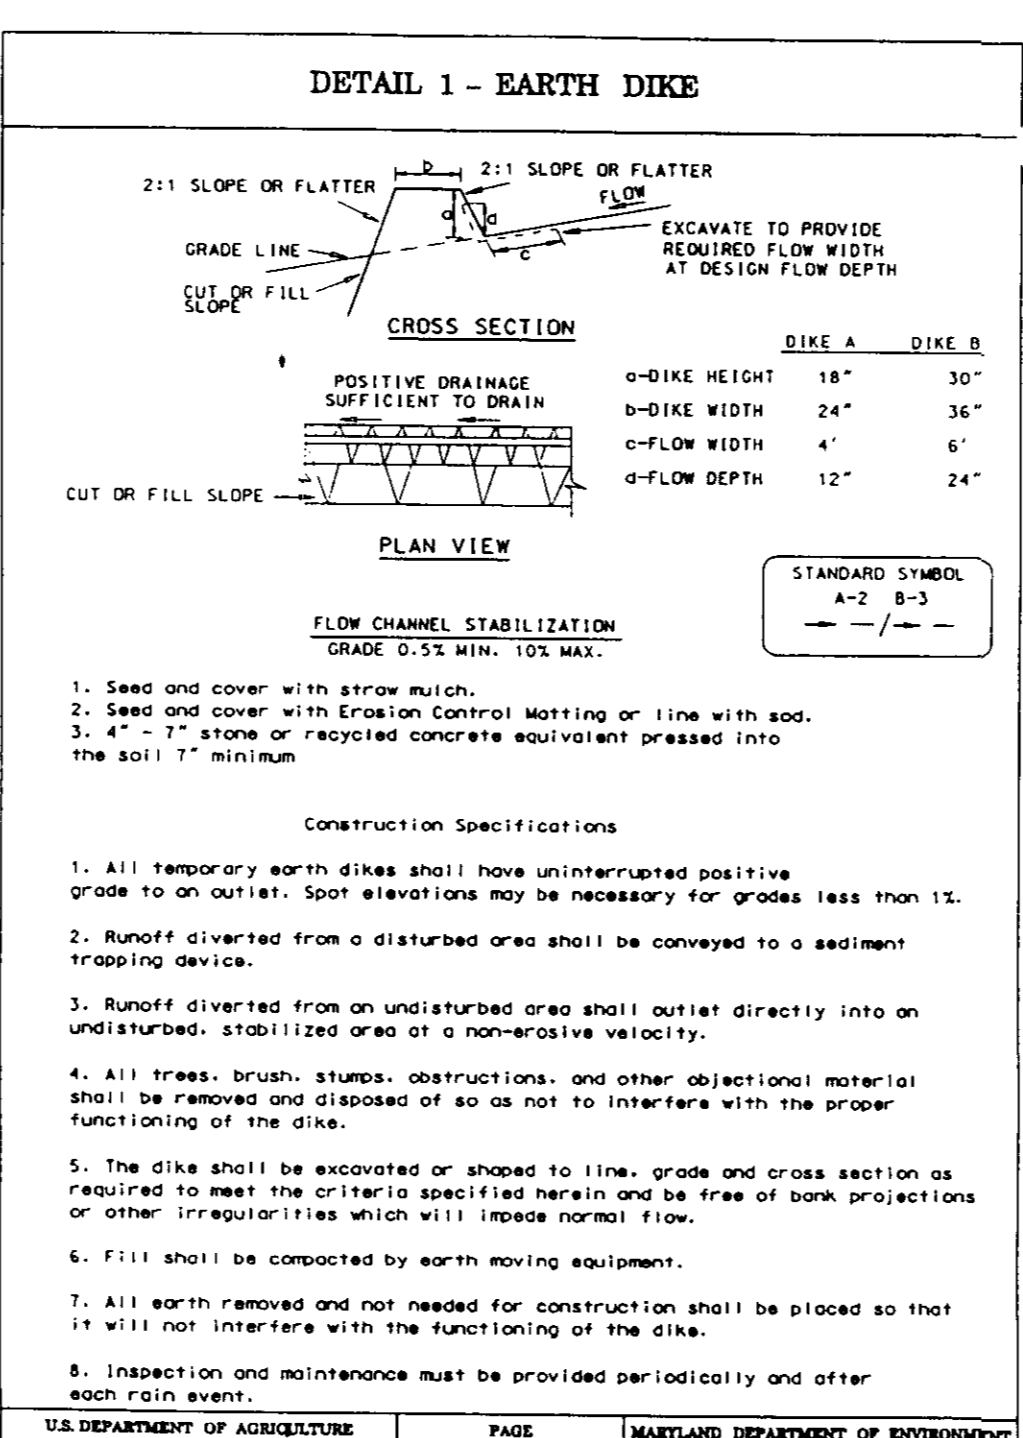 DETAIL 1 - EARTH DIKE
b
2:1 SLOPE OR FLATTER
2:1 SLOPE OR FLATTER
FLOW
a
d
EXCAVATE TO PROVIDE
REQUIRED FLOW WIDTH
AT DESIGN FLOW DEPTH
GRADE LINE
c
CUT OR FILL
SLOPE
CROSS SECTION
DIKE A DIKE B
a-DIKE HEIGHT 18" 30"
b-DIKE WIDTH 24" 36"
c-FLOW WIDTH 4' 6'
d-FLOW DEPTH 12" 24"
POSITIVE DRAINAGE
SUFFICIENT TO DRAIN
CUT OR FILL SLOPE
PLAN VIEW
STANDARD SYMBOL
A-2 B-3
FLOW CHANNEL STABILIZATION
GRADE 0.5% MIN. 10% MAX.
1. Seed and cover with straw mulch.
2. Seed and cover with Erosion Control Matting or line with sod.
3. 4" - 7" stone or recycled concrete equivalent pressed into
the soil 7" minimum
Construction Specifications
1. All temporary earth dikes shall have uninterrupted positive
grade to an outlet. Spot elevations may be necessary for grades less than 1%.
2. Runoff diverted from a disturbed area shall be conveyed to a sediment
trapping device.
3. Runoff diverted from an undisturbed area shall outlet directly into an
undisturbed, stabilized area at a non-erosive velocity.
4. All trees, brush, stumps, obstructions, and other objectional material
shall be removed and disposed of so as not to interfere with the proper
functioning of the dike.
5. The dike shall be excavated or shaped to line, grade and cross section as
required to meet the criteria specified herein and be free of bank projections
or other irregularities which will impede normal flow.
6. Fill shall be compacted by earth moving equipment.
7. All earth removed and not needed for construction shall be placed so that
it will not interfere with the functioning of the dike.
8. Inspection and maintenance must be provided periodically and after
each rain event.
U.S. DEPARTMENT OF AGRICULTURE PAGE MARYLAND DEPARTMENT OF ENVIRONMENT